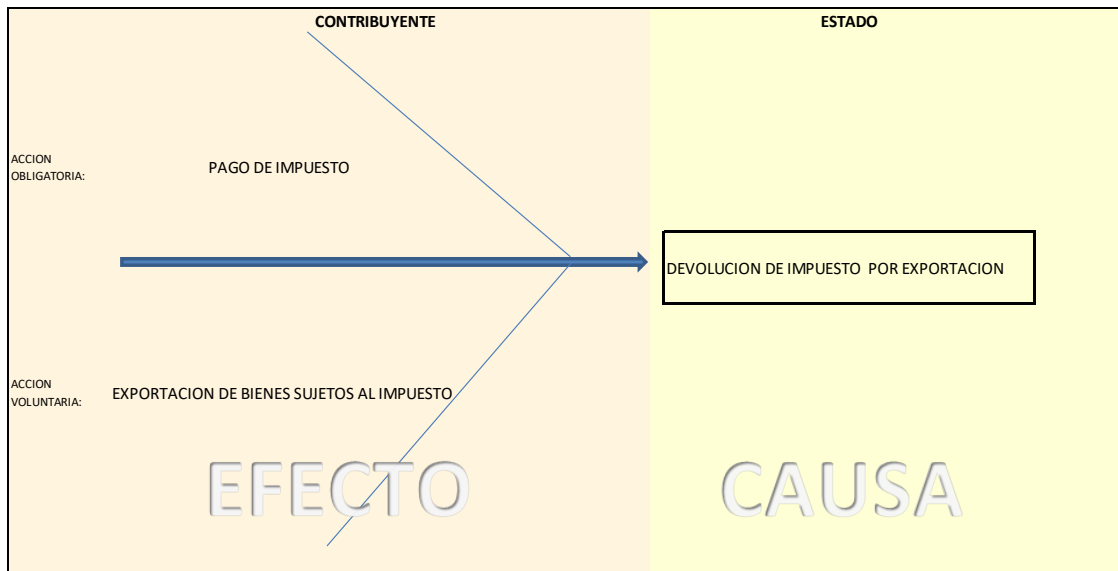 CONTRIBUYENTE
ESTADO
ACCION
OBLIGATORIA:
PAGO DE IMPUESTO
DEVOLUCION DE IMPUESTO POR EXPORTACION
ACCION
VOLUNTARIA:
EXPORTACION DE BIENES SUJETOS AL IMPUESTO
EFECTO
CAUSA